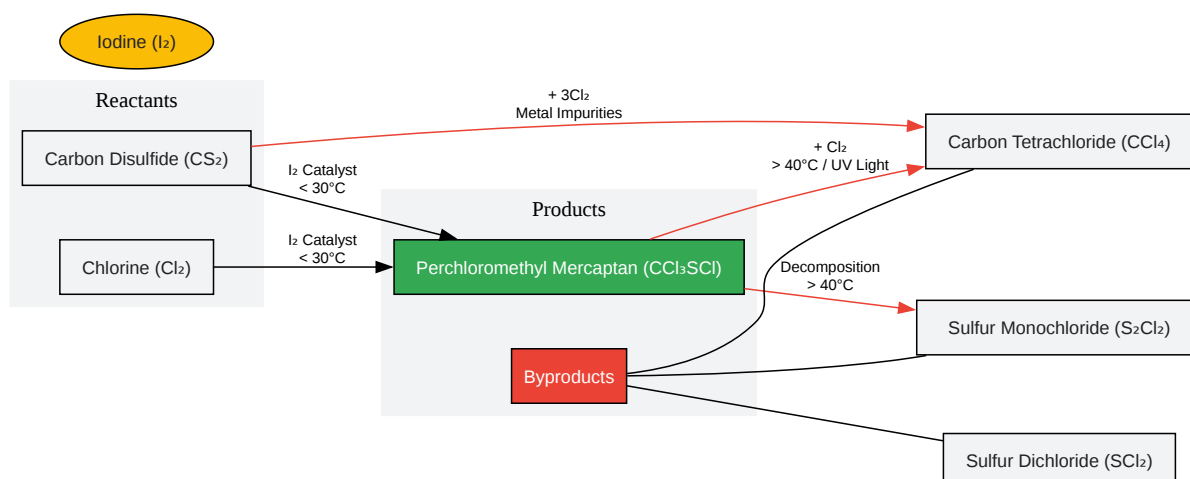 Iodine (I₂)
Reactants
Carbon Disulfide (CS₂)
+ 3Cl₂
Metal Impurities
Carbon Tetrachloride (CCl₄)
+ Cl₂
> 40°C / UV Light
I₂ Catalyst
< 30°C
Products
Chlorine (Cl₂)
I₂ Catalyst
< 30°C
Perchloromethyl Mercaptan (CCl₃SCl)
Decomposition
> 40°C
Sulfur Monochloride (S₂Cl₂)
Byproducts
Sulfur Dichloride (SCl₂)